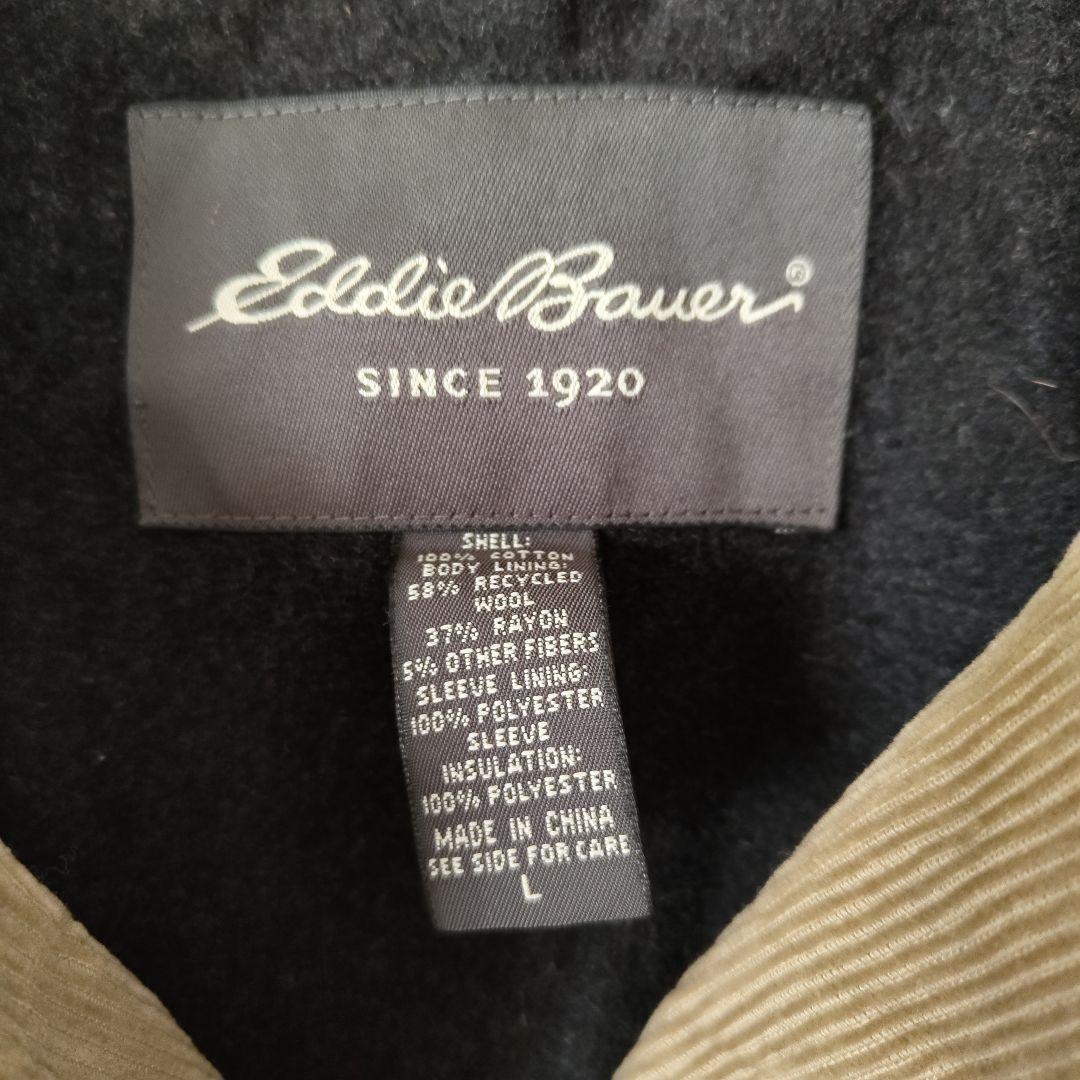 Eddie Bauer®
SINCE 1920
SHELL:
100% COTTON
BODY LINING:
58% RECYCLED
WOOL
37% RAYON
5% OTHER FIBERS
SLEEVE LINING:
100% POLYESTER
SLEEVE
INSULATION:
100% POLYESTER
MADE IN CHINA
SEE SIDE FOR CARE
L